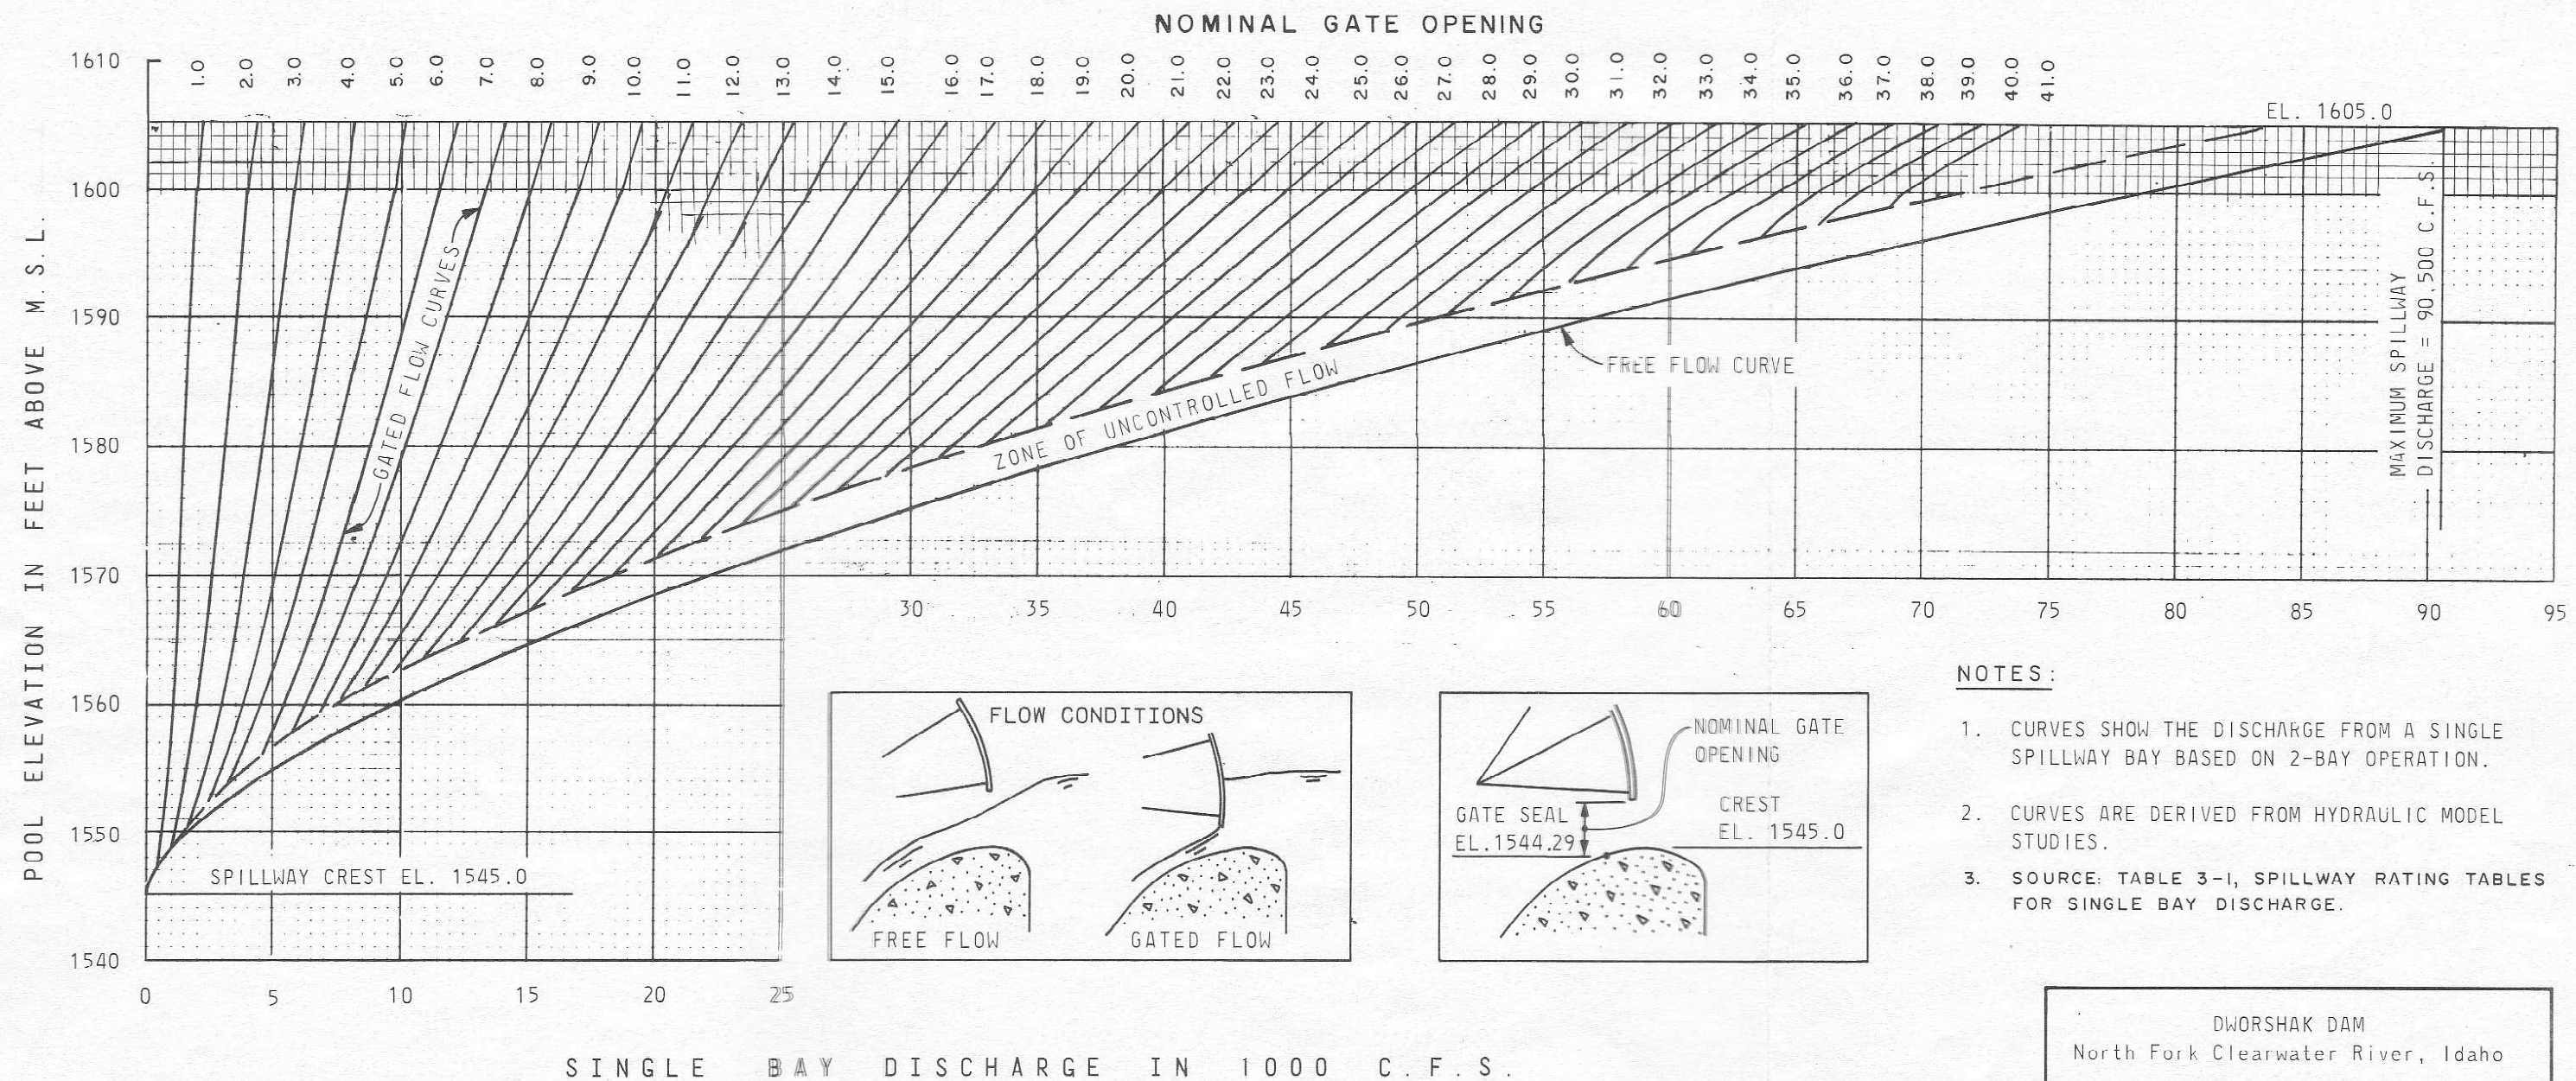 NOMINAL GATE OPENING
1.0 2.0 3.0 4.0 5.0 6.0 7.0 8.0 9.0 10.0 11.0 12.0 13.0 14.0 15.0 16.0 17.0 18.0 19.0 20.0 21.0 22.0 23.0 24.0 25.0 26.0 27.0 28.0 29.0 30.0 31.0 32.0 33.0 34.0 35.0 36.0 37.0 38.0 39.0 40.0 41.0
EL. 1605.0
1610
1600
1590
1580
1570
1560
1550
1540
POOL ELEVATION IN FEET ABOVE M.S.L.
GATED FLOW CURVES
ZONE OF UNCONTROLLED FLOW
FREE FLOW CURVE
MAXIMUM SPILLWAY
DISCHARGE = 90,500 C.F.S.
30 35 40 45 50 55 60 65 70 75 80 85 90 95
SPILLWAY CREST EL. 1545.0
0 5 10 15 20 25
SINGLE BAY DISCHARGE IN 1000 C.F.S.
FLOW CONDITIONS
FREE FLOW
GATED FLOW
NOMINAL GATE
OPENING
GATE SEAL
EL.1544.29
CREST
EL. 1545.0
NOTES:
1. CURVES SHOW THE DISCHARGE FROM A SINGLE
SPILLWAY BAY BASED ON 2-BAY OPERATION.
2. CURVES ARE DERIVED FROM HYDRAULIC MODEL
STUDIES.
3. SOURCE: TABLE 3-1, SPILLWAY RATING TABLES
FOR SINGLE BAY DISCHARGE.
DWORSHAK DAM
North Fork Clearwater River, Idaho